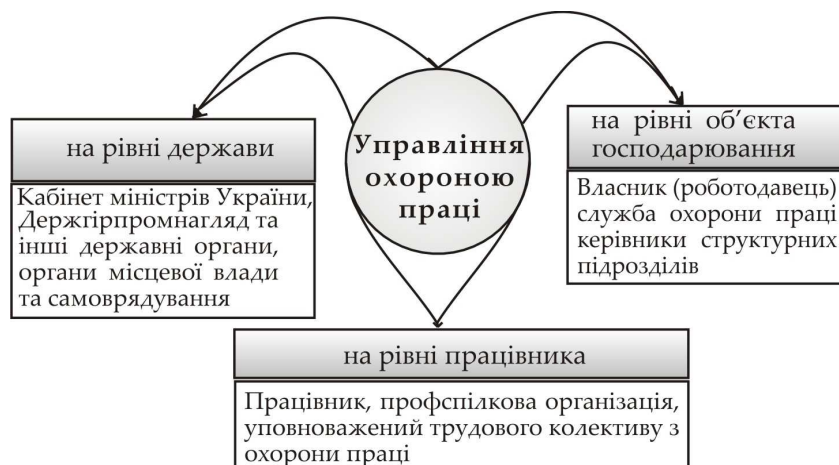 Управління
охороною
праці
на рівні держави
Кабінет міністрів України,
Держгірпромнагляд та
інші державні органи,
органи місцевої влади
та самоврядування
на рівні об’єкта
господарювання
Власник (роботодавець)
служба охорони праці
керівники структурних
підрозділів
на рівні працівника
Працівник, профспілкова організація,
уповноважений трудового колективу з
охорони праці